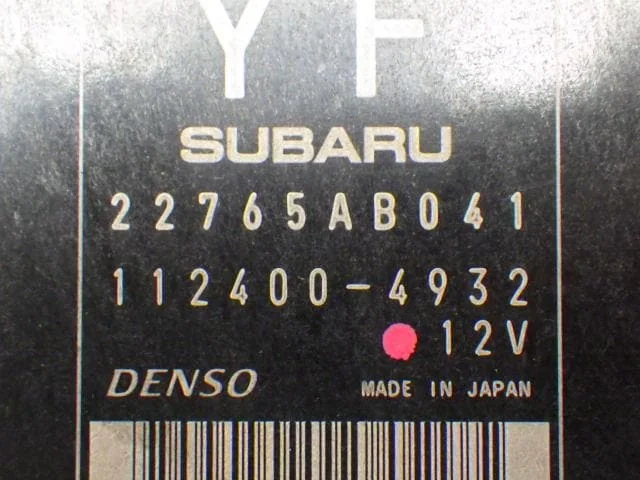 YF
SUBARU
22765AB041
112400-4932
12V
DENSO MADE IN JAPAN